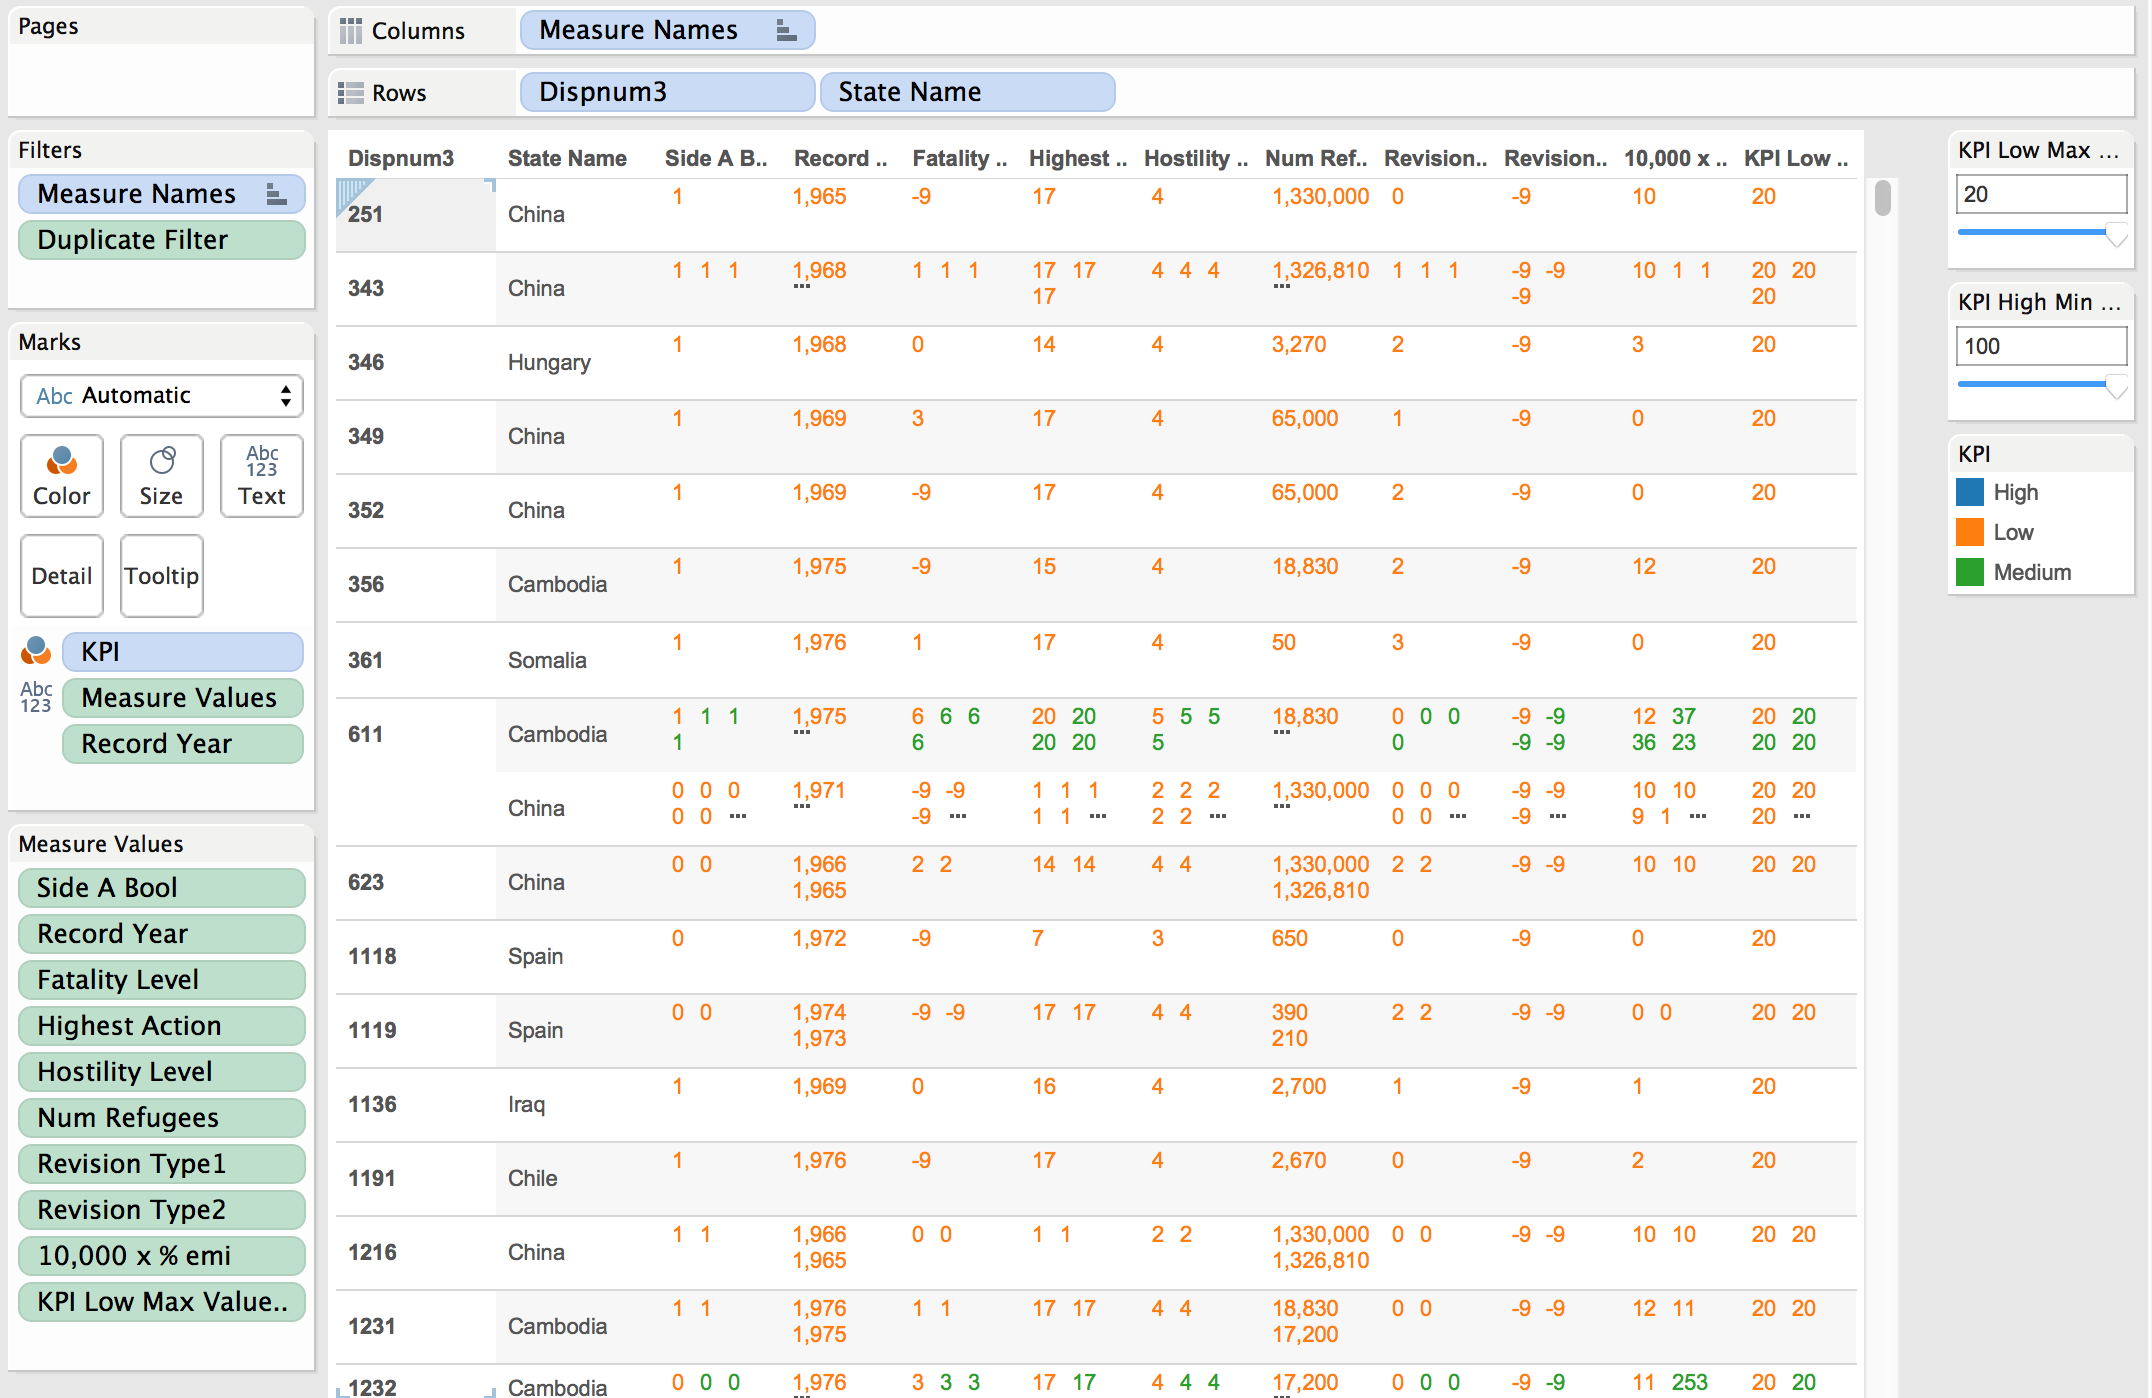 Pages
Columns Measure Names
Rows Dispnum3 State Name
Filters
Measure Names
Duplicate Filter
Marks
Abc Automatic
Color Size Abc 123 Text
Detail Tooltip
KPI
Abc 123 Measure Values
Record Year
Measure Values
Side A Bool
Record Year
Fatality Level
Highest Action
Hostility Level
Num Refugees
Revision Type1
Revision Type2
10,000 x % emi
KPI Low Max Value..
Dispnum3 State Name Side A B.. Record .. Fatality .. Highest .. Hostility .. Num Ref.. Revision.. Revision.. 10,000 x .. KPI Low ..
251 China 1 1,965 -9 17 4 1,330,000 0 -9 10 20
343 China 1 1 1 1,968 ... 1 1 1 17 17 4 4 4 1,326,810 ... 1 1 1 -9 -9 10 1 1 20 20
17 -9 20
346 Hungary 1 1,968 0 14 4 3,270 2 -9 3 20
349 China 1 1,969 3 17 4 65,000 1 -9 0 20
352 China 1 1,969 -9 17 4 65,000 2 -9 0 20
356 Cambodia 1 1,975 -9 15 4 18,830 2 -9 12 20
361 Somalia 1 1,976 1 17 4 50 3 -9 0 20
611 Cambodia 1 1 1 1,975 ... 6 6 6 20 20 5 5 5 18,830 ... 0 0 0 -9 -9 12 37 20 20
1 6 20 20 5 0 -9 -9 36 23 20 20
China 0 0 0 1,971 ... -9 -9 1 1 1 2 2 2 1,330,000 ... 0 0 0 -9 -9 10 10 20 20
0 0 ... -9 ... 1 1 ... 2 2 ... 0 0 ... -9 ... 9 1 ... 20 ...
623 China 0 0 1,966 2 2 14 14 4 4 1,330,000 2 2 -9 -9 10 10 20 20
1,965 1,326,810
1118 Spain 0 1,972 -9 7 3 650 0 -9 0 20
1119 Spain 0 0 1,974 -9 -9 17 17 4 4 390 2 2 -9 -9 0 0 20 20
1,973 210
1136 Iraq 1 1,969 0 16 4 2,700 1 -9 1 20
1191 Chile 1 1,976 -9 17 4 2,670 0 -9 2 20
1216 China 1 1 1,966 0 0 1 1 2 2 1,330,000 0 0 -9 -9 10 10 20 20
1,965 1,326,810
1231 Cambodia 1 1 1,976 1 1 17 17 4 4 18,830 0 0 -9 -9 12 11 20 20
1,975 17,200
1232 Cambodia 0 0 0 1,976 3 3 3 17 17 4 4 4 17,200 0 0 0 -9 -9 11 253 20 20
KPI Low Max ...
20
KPI High Min ...
100
KPI
High
Low
Medium